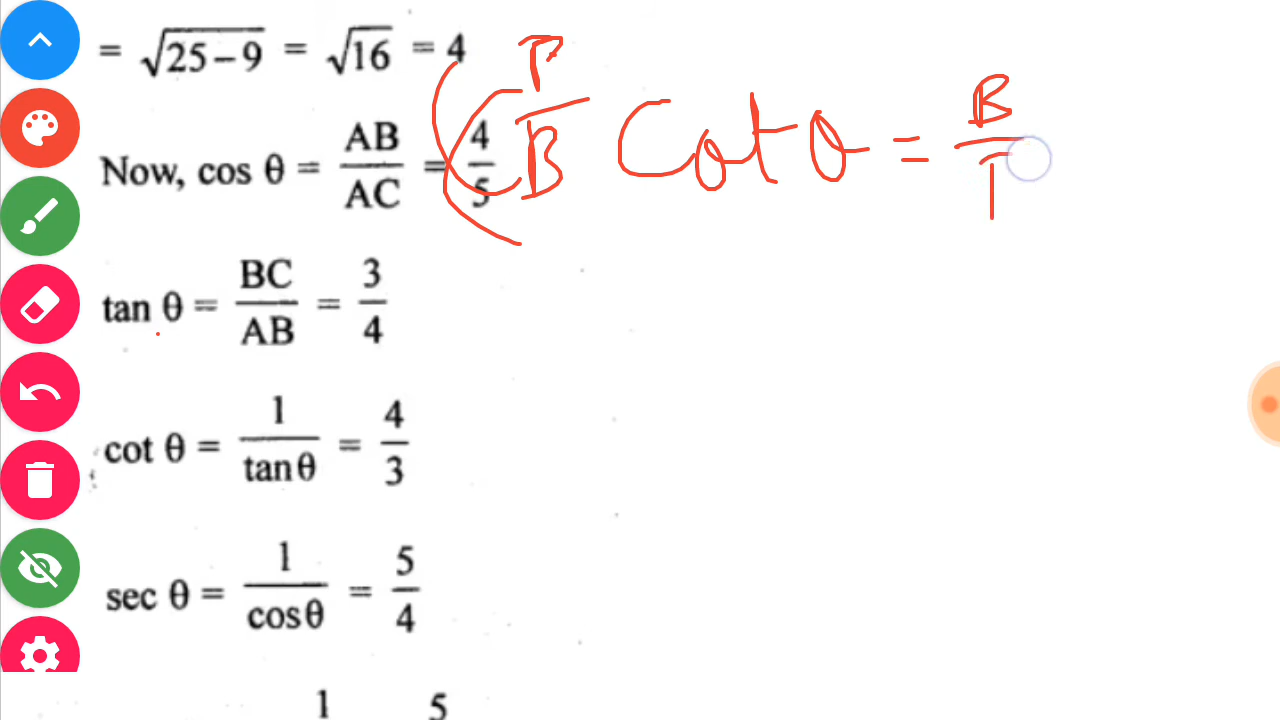 = √25−9 = √16 = 4
Now, cos θ = AB/AC = 4/5
P/B Cot θ = B/
tan θ = BC/AB = 3/4
cot θ = 1/tanθ = 4/3
sec θ = 1/cosθ = 5/4
1 5